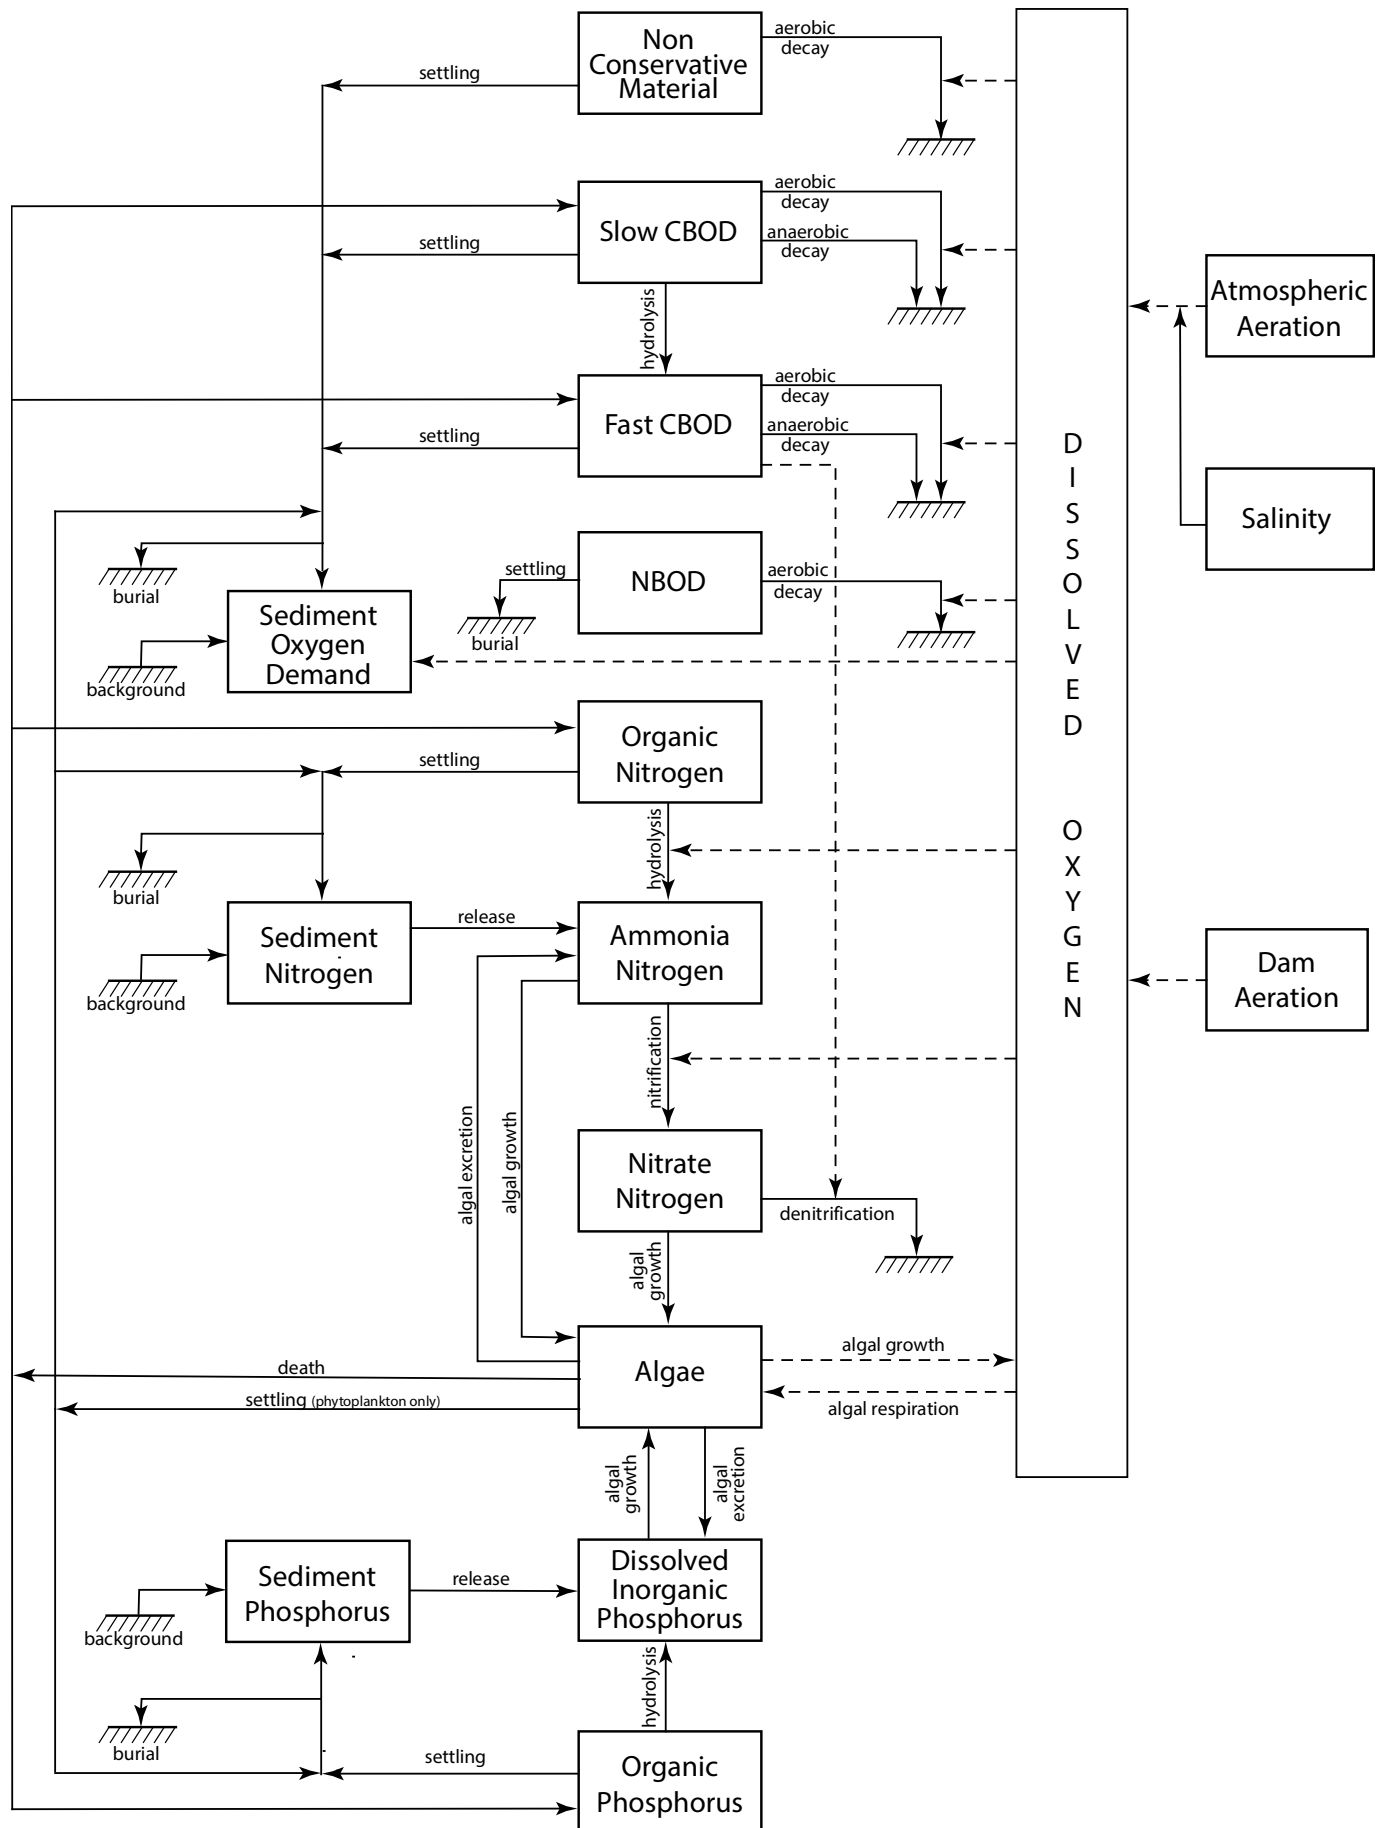 Non
Conservative
Material
aerobic
decay
settling
Slow CBOD
aerobic
decay
anaerobic
decay
settling
hydrolysis
Atmospheric
Aeration
Fast CBOD
aerobic
decay
anaerobic
decay
settling
DISSOLVED OXYGEN
Salinity
burial
settling
NBOD
aerobic
decay
burial
Sediment
Oxygen
Demand
background
Organic
Nitrogen
settling
hydrolysis
burial
Sediment
Nitrogen
release
Ammonia
Nitrogen
background
Dam
Aeration
nitrification
algal excretion
algal growth
Nitrate
Nitrogen
denitrification
algal
growth
Algae
algal growth
algal respiration
death
settling (phytoplankton only)
algal
growth
algal
excretion
Sediment
Phosphorus
release
Dissolved
Inorganic
Phosphorus
background
hydrolysis
burial
settling
Organic
Phosphorus